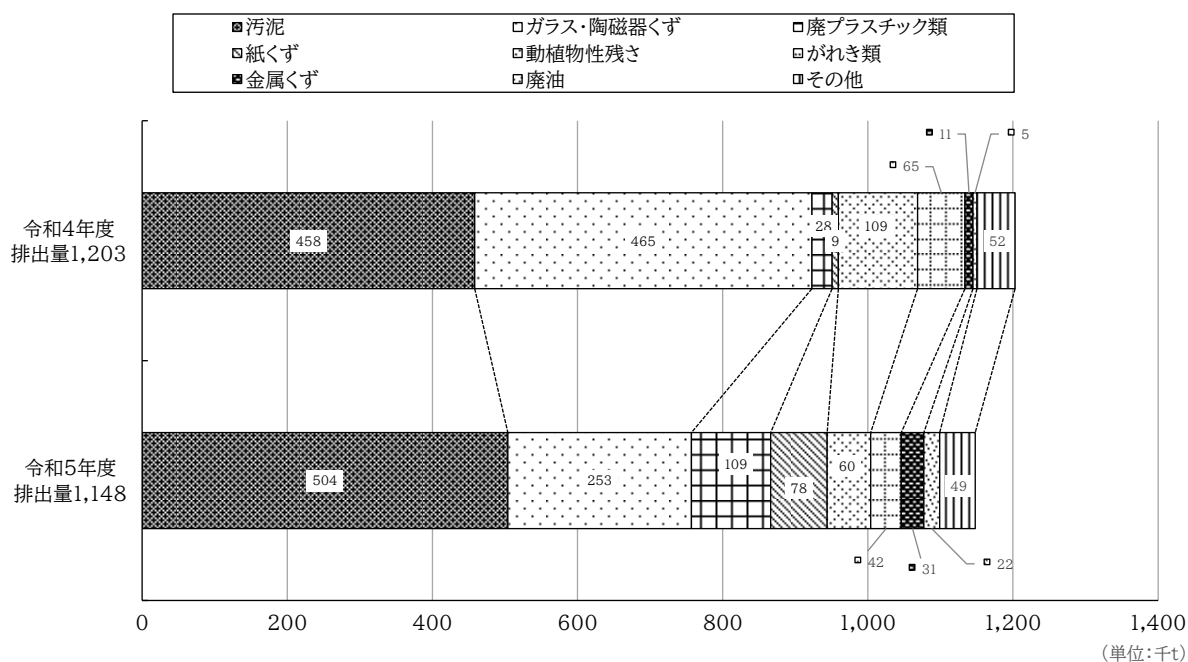 汚泥 ガラス・陶磁器くず 廃プラスチック類
紙くず 動植物性残さ がれき類
金属くず 廃油 その他
11 5
65
令和4年度
排出量1,203
458 465 28 9 109 52
令和5年度
排出量1,148
504 253 109 78 60 49
42 31 22
0 200 400 600 800 1,000 1,200 1,400
(単位:千t)